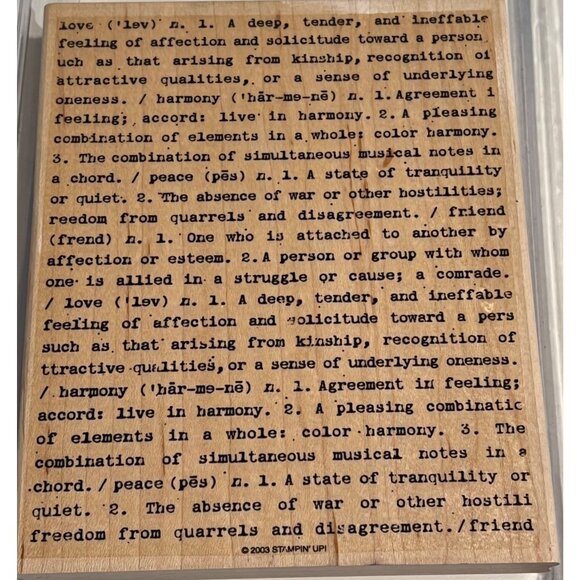 love ('ləv) n. 1. A deep, tender, and ineffable
feeling of affection and solicitude toward a person
uch as that arising from kinship, recognition of
attractive qualities, or a sense of underlying
oneness. / harmony ('här-mə-nē) n. 1. Agreement i
feeling; accord: live in harmony. 2. A pleasing
combination of elements in a whole: color harmony.
3. The combination of simultaneous musical notes in
a chord. / peace (pēs) n. 1. A state of tranquility
or quiet. 2. The absence of war or other hostilities;
reedom from quarrels and disagreement. / friend
(frend) n. 1. One who is attached to another by
affection or esteem. 2. A person or group with whom
one is allied in a struggle or cause; a comrade.
/ love ('ləv) n. 1. A deep, tender, and ineffable
feeling of affection and solicitude toward a pers
such as that arising from kinship, recognition of
ttractive qualities, or a sense of underlying oneness.
/ harmony ('här-mə-nē) n. 1. Agreement in feeling;
accord: live in harmony. 2. A pleasing combinatic
of elements in a whole: color harmony. 3. The
combination of simultaneous musical notes in a
chord. / peace (pēs) n. 1. A state of tranquility or
quiet. 2. The absence of war or other hostili
freedom from quarrels and disagreement. / friend
© 2003 STAMPIN' UP!